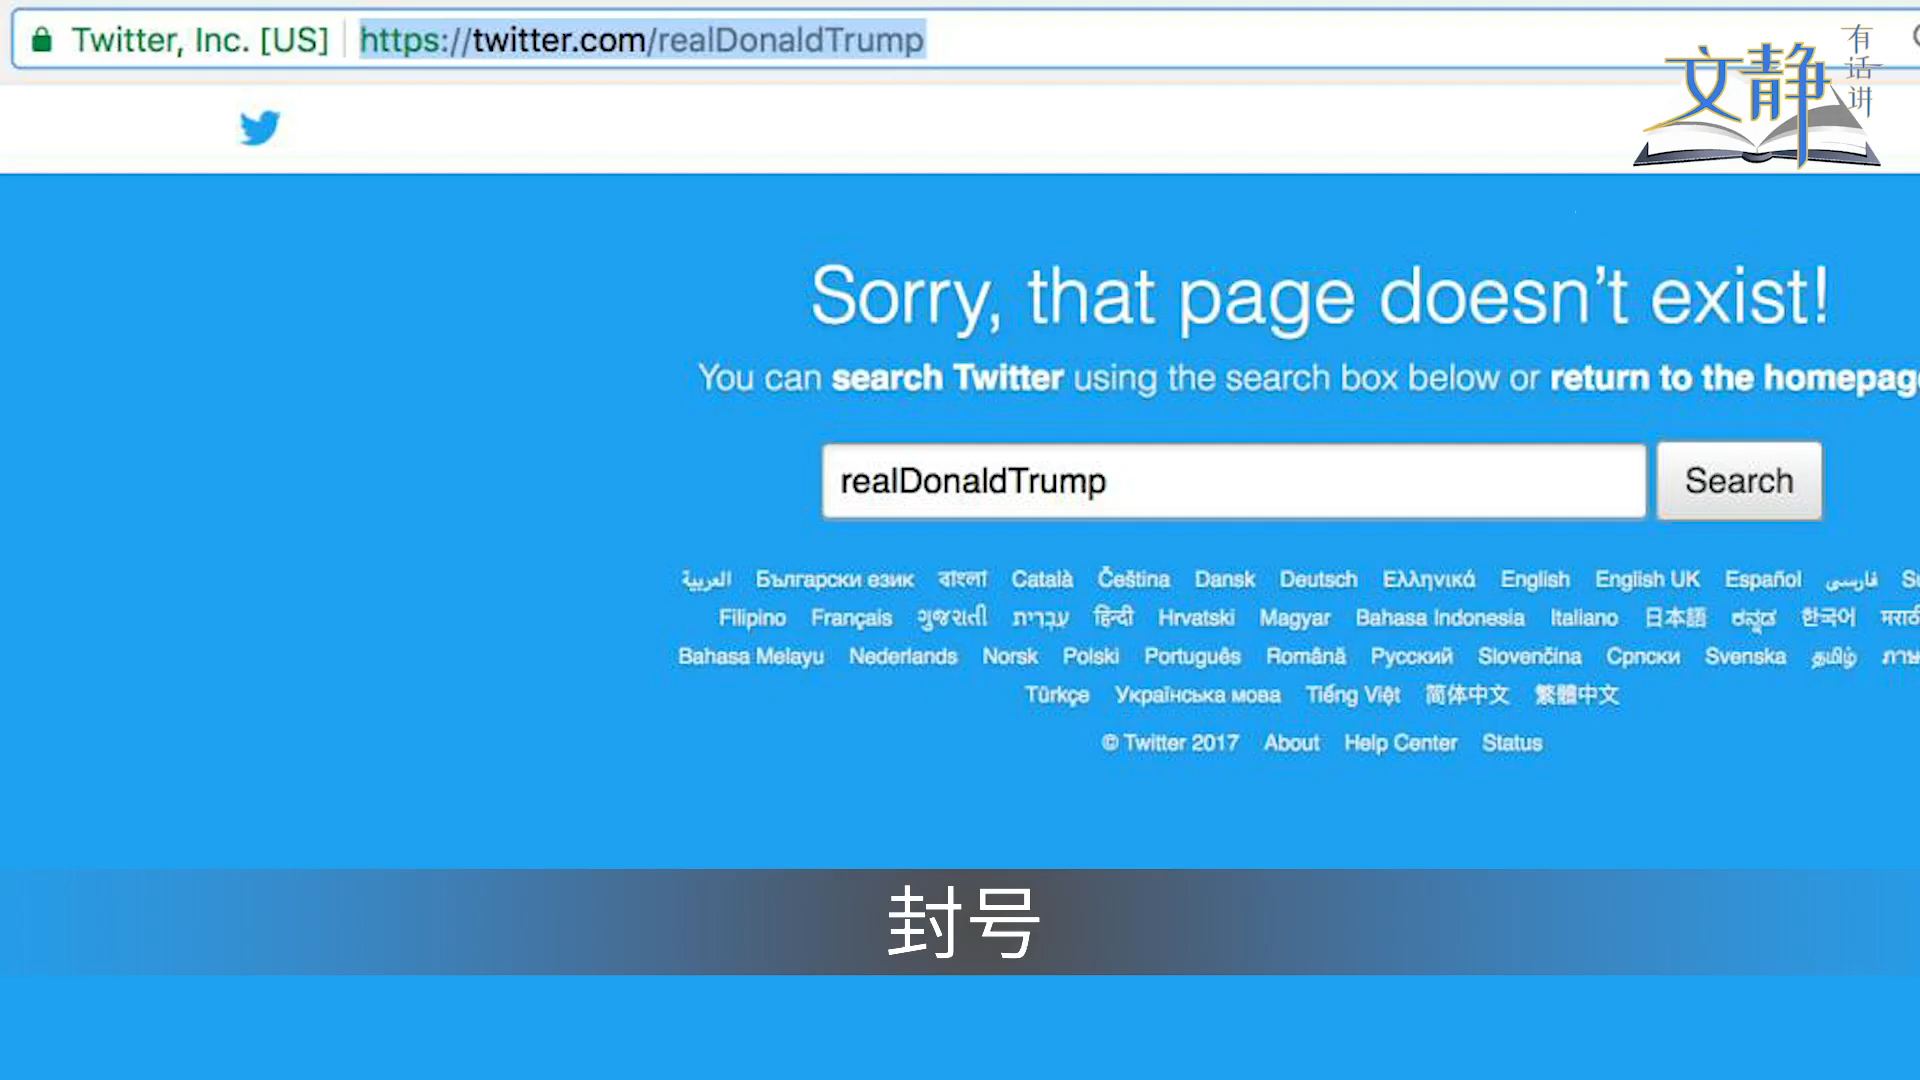 Twitter, Inc. [US] https://twitter.com/realDonaldTrump
文静
有话讲
Sorry, that page doesn't exist!
You can search Twitter using the search box below or return to the homepag
realDonaldTrump
Search
العربية Български език বাংলা Català Čeština Dansk Deutsch Ελληνικά English English UK Español فارسی
Filipino Français ગુજરાતી עִבְרִית हिन्दी Hrvatski Magyar Bahasa Indonesia Italiano 日本語 ಕನ್ನಡ 한국어
Bahasa Melayu Nederlands Norsk Polski Português Română Русский Slovenčina Српски Svenska தமிழ்
Türkçe Українська мова Tiếng Việt 简体中文 繁體中文
© Twitter 2017 About Help Center Status
封号